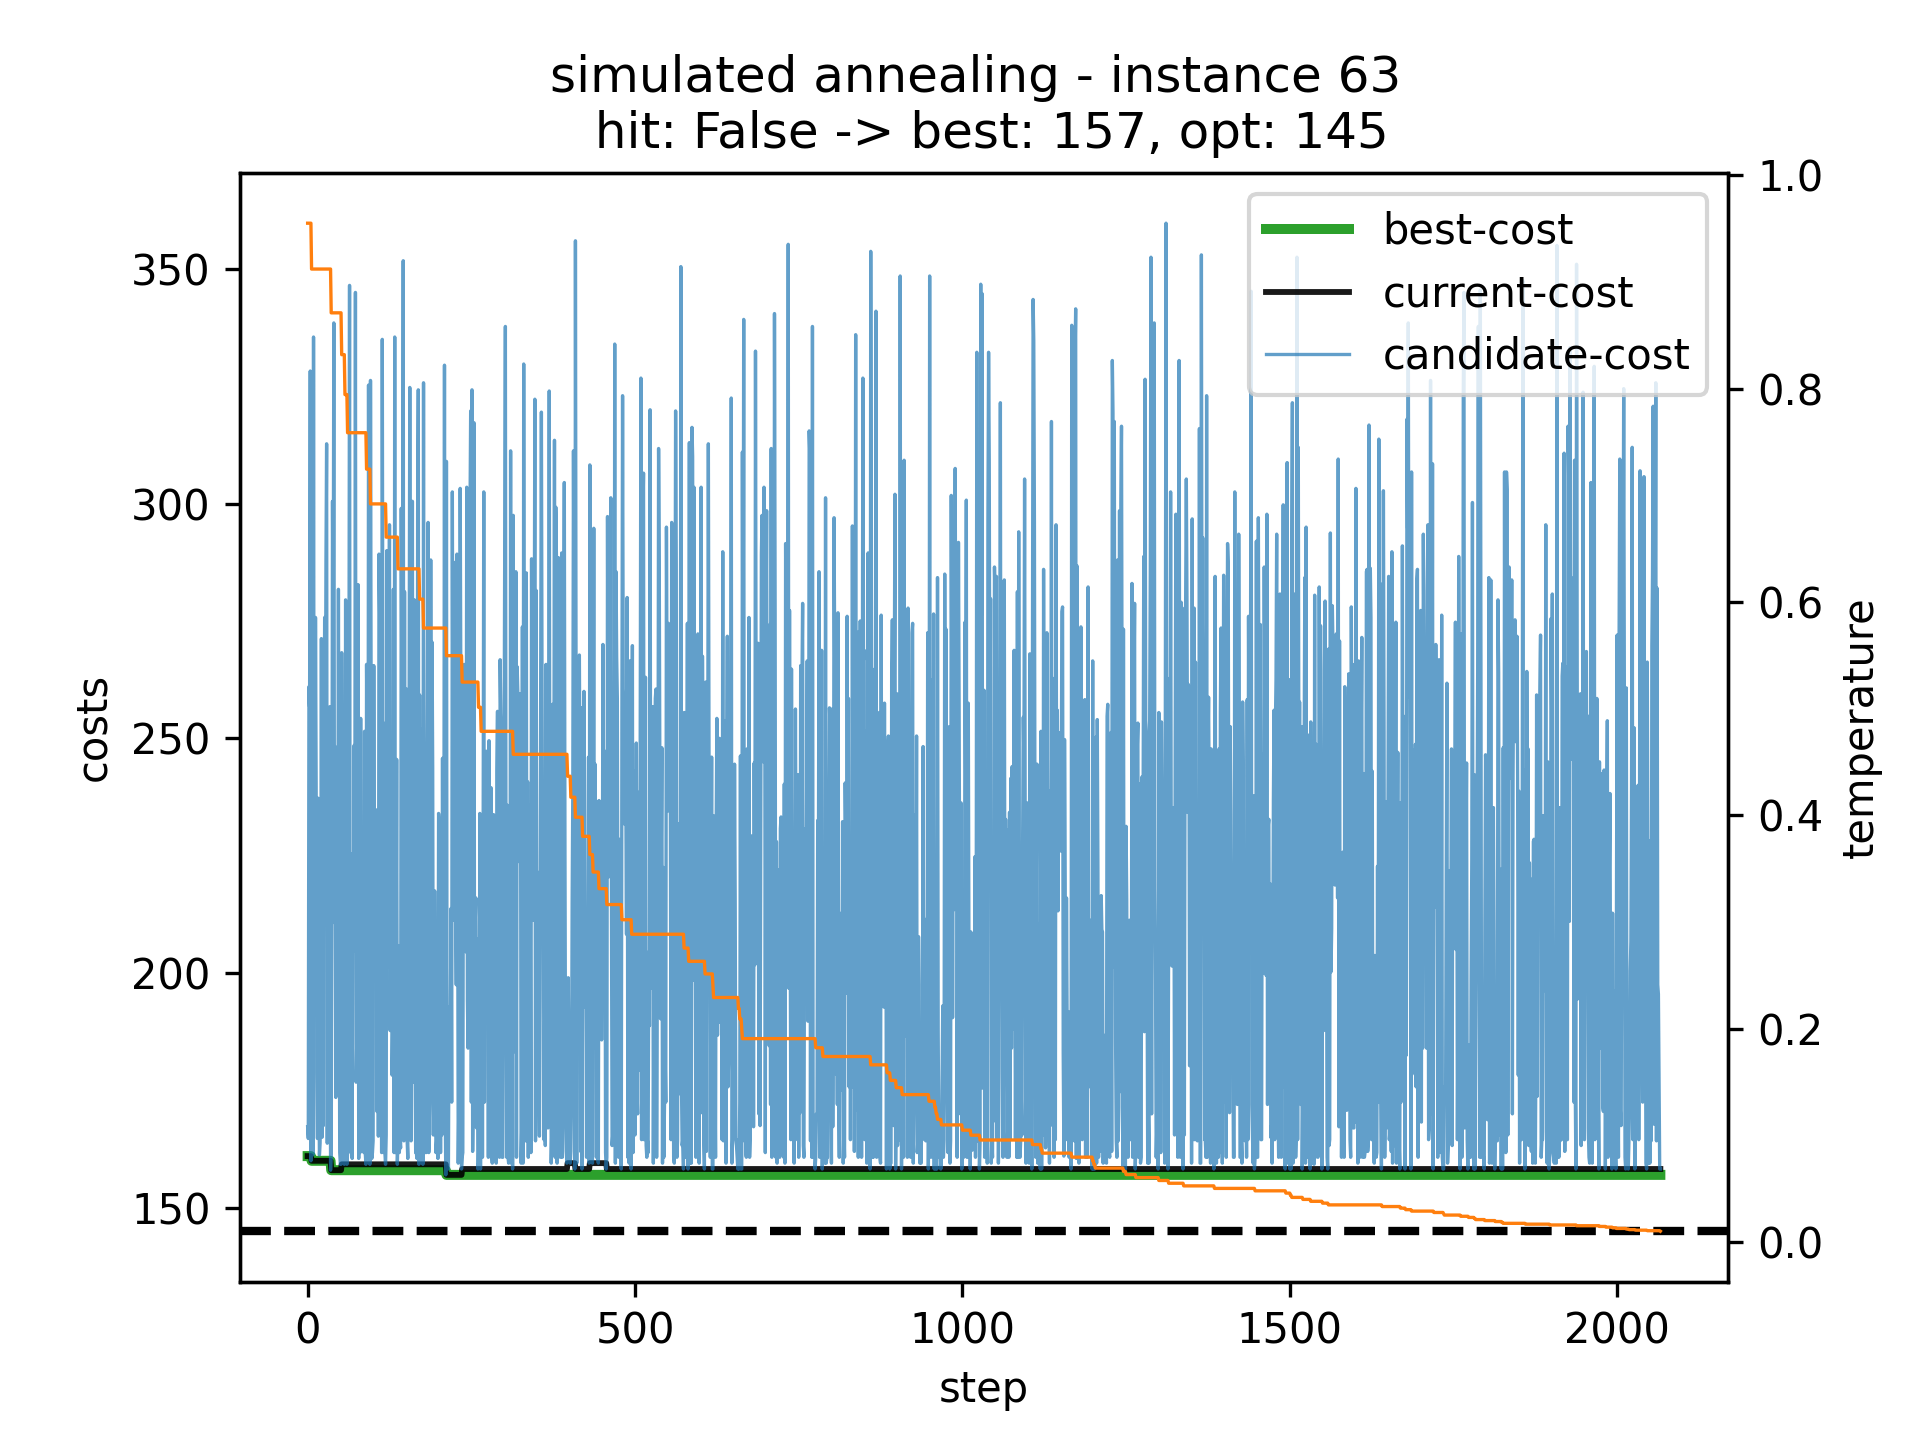 simulated annealing - instance 63
hit: False -> best: 157, opt: 145
best-cost
current-cost
candidate-cost
costs
350
300
250
200
150
1.0
0.8
0.6
0.4
0.2
0.0
temperature
0 500 1000 1500 2000
step